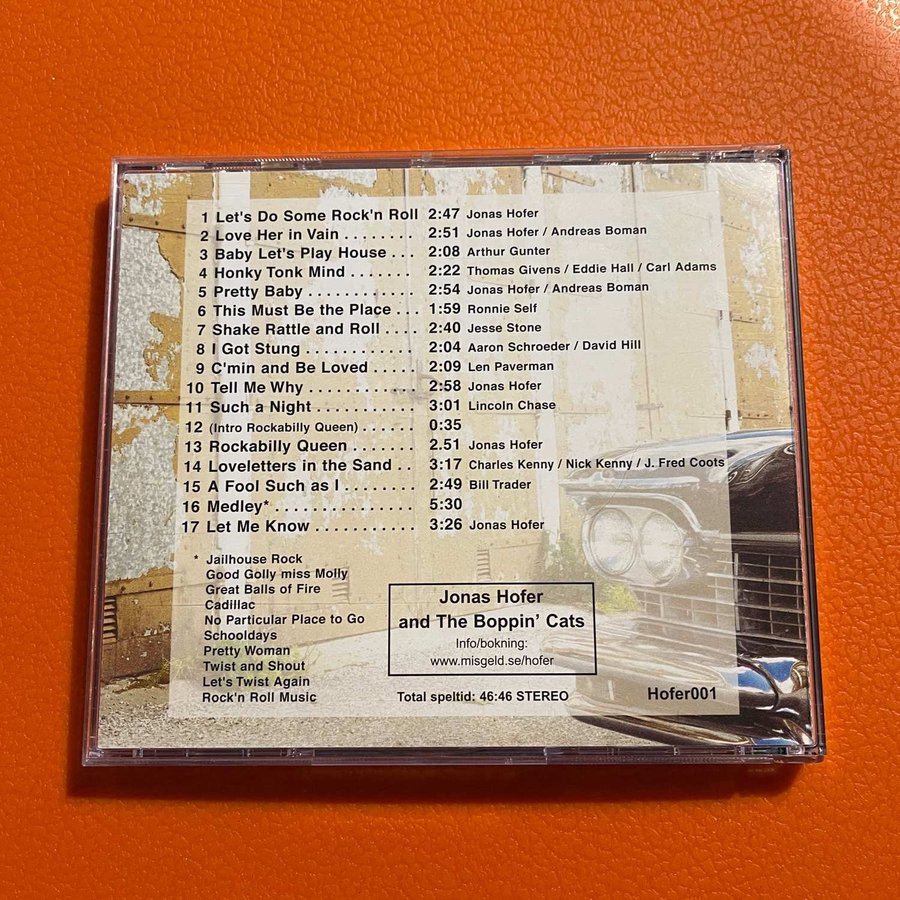 1 Let's Do Some Rock'n Roll 2:47 Jonas Hofer
2 Love Her in Vain ........ 2:51 Jonas Hofer / Andreas Boman
3 Baby Let's Play House ... 2:08 Arthur Gunter
4 Honky Tonk Mind ........ 2:22 Thomas Givens / Eddie Hall / Carl Adams
5 Pretty Baby ............ 2:54 Jonas Hofer / Andreas Boman
6 This Must Be the Place ... 1:59 Ronnie Self
7 Shake Rattle and Roll .... 2:40 Jesse Stone
8 I Got Stung ............ 2:04 Aaron Schroeder / David Hill
9 C'min and Be Loved ..... 2:09 Len Paverman
10 Tell Me Why ............ 2:58 Jonas Hofer
11 Such a Night ........... 3:01 Lincoln Chase
12 (Intro Rockabilly Queen) ...... 0:35
13 Rockabilly Queen ....... 2.51 Jonas Hofer
14 Loveletters in the Sand .. 3:17 Charles Kenny / Nick Kenny / J. Fred Coots
15 A Fool Such as I ........ 2:49 Bill Trader
16 Medley* ............... 5:30
17 Let Me Know ........... 3:26 Jonas Hofer
* Jailhouse Rock
Good Golly miss Molly
Great Balls of Fire
Cadillac
No Particular Place to Go
Schooldays
Pretty Woman
Twist and Shout
Let's Twist Again
Rock'n Roll Music
Jonas Hofer
and The Boppin' Cats
Info/bokning:
www.misgeld.se/hofer
Total speltid: 46:46 STEREO
Hofer001